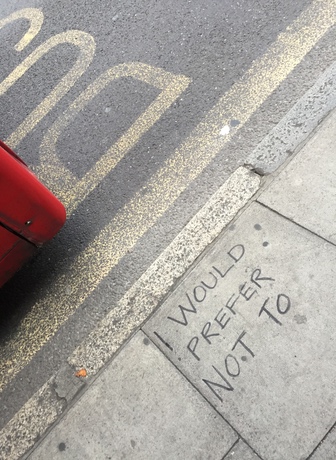 I WOULD
PREFER
NOT TO